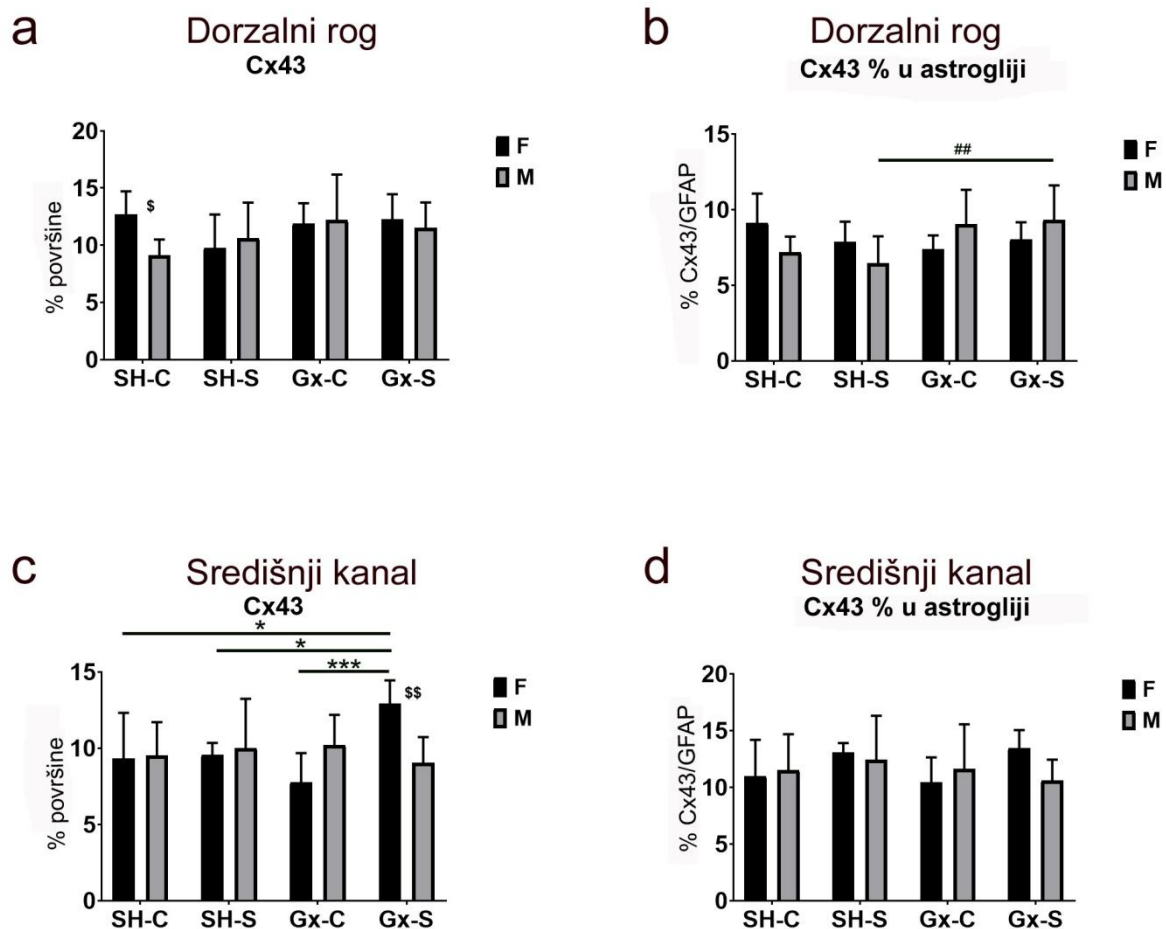 a
Dorzalni rog
Cx43
% površine
20
15
10
5
0
SH-C SH-S Gx-C Gx-S
$
F
M
b
Dorzalni rog
Cx43 % u astrogliji
% Cx43/GFAP
15
10
5
0
SH-C SH-S Gx-C Gx-S
##
F
M
c
Središnji kanal
Cx43
*
*
***
$$
% površine
15
10
5
0
SH-C SH-S Gx-C Gx-S
F
M
d
Središnji kanal
Cx43 % u astrogliji
% Cx43/GFAP
20
15
10
5
0
SH-C SH-S Gx-C Gx-S
F
M